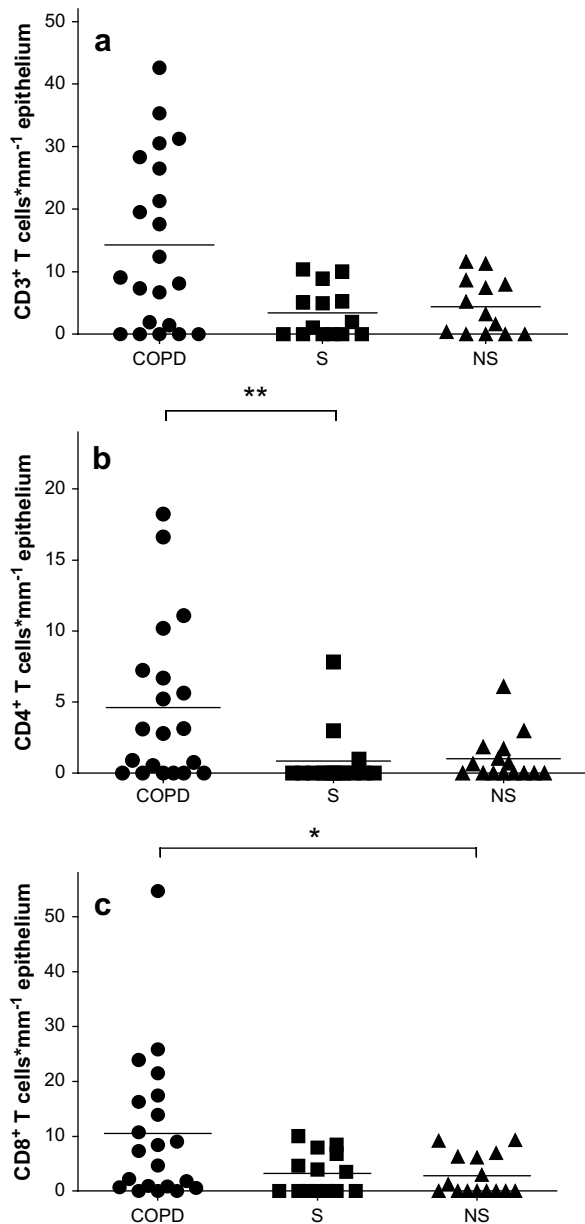 a
CD3⁺ T cells*mm⁻¹ epithelium
50
40
30
20
10
0
COPD S NS
**
b
CD4⁺ T cells*mm⁻¹ epithelium
20
15
10
5
0
COPD S NS
*
c
CD8⁺ T cells*mm⁻¹ epithelium
50
40
30
20
10
0
COPD S NS